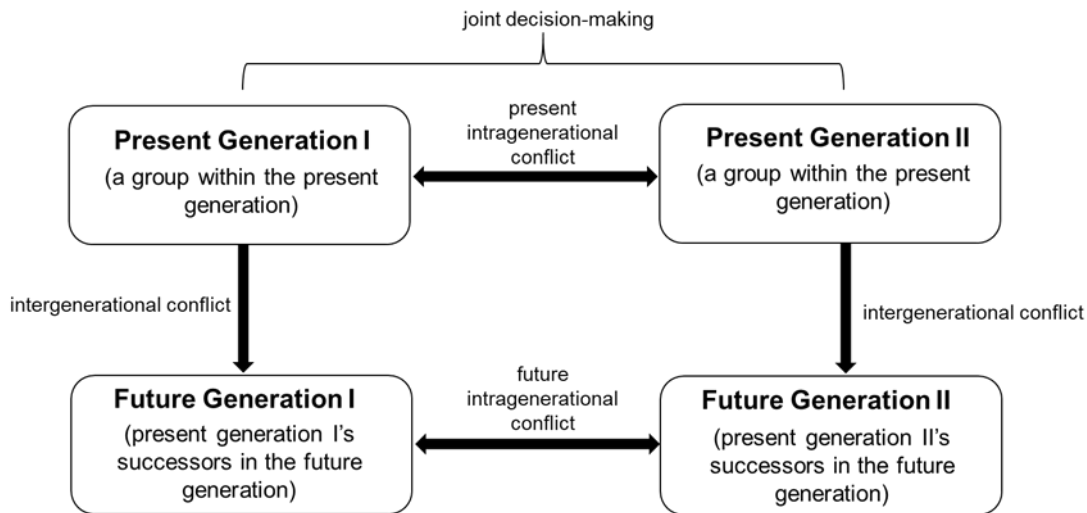 joint decision-making
Present Generation I
(a group within the present
generation)
present
intragenerational
conflict
Present Generation II
(a group within the present
generation)
intergenerational conflict
intergenerational conflict
Future Generation I
(present generation I's
successors in the future
generation)
future
intragenerational
conflict
Future Generation II
(present generation II's
successors in the future
generation)